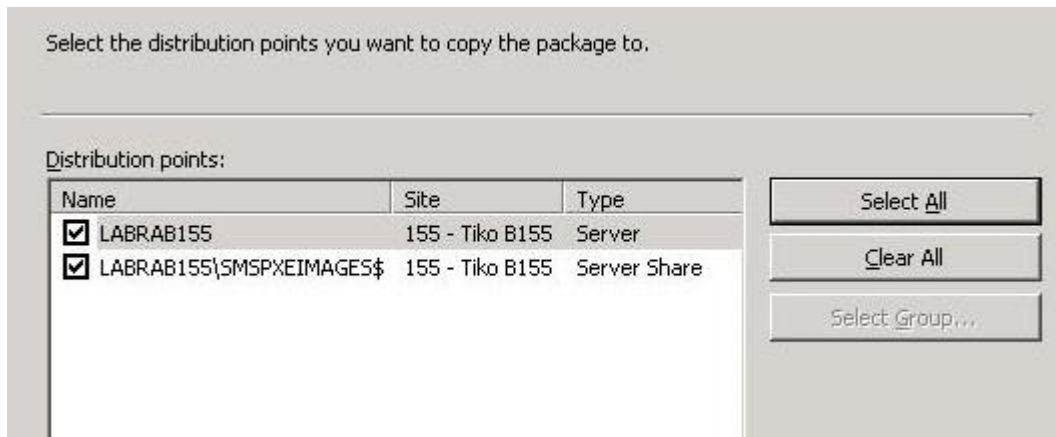 Select the distribution points you want to copy the package to.
Distribution points:
Name Site Type
LABRAB155 155 - Tiko B155 Server
LABRAB155\SMSPXEIMAGES$ 155 - Tiko B155 Server Share
Select All
Clear All
Select Group...